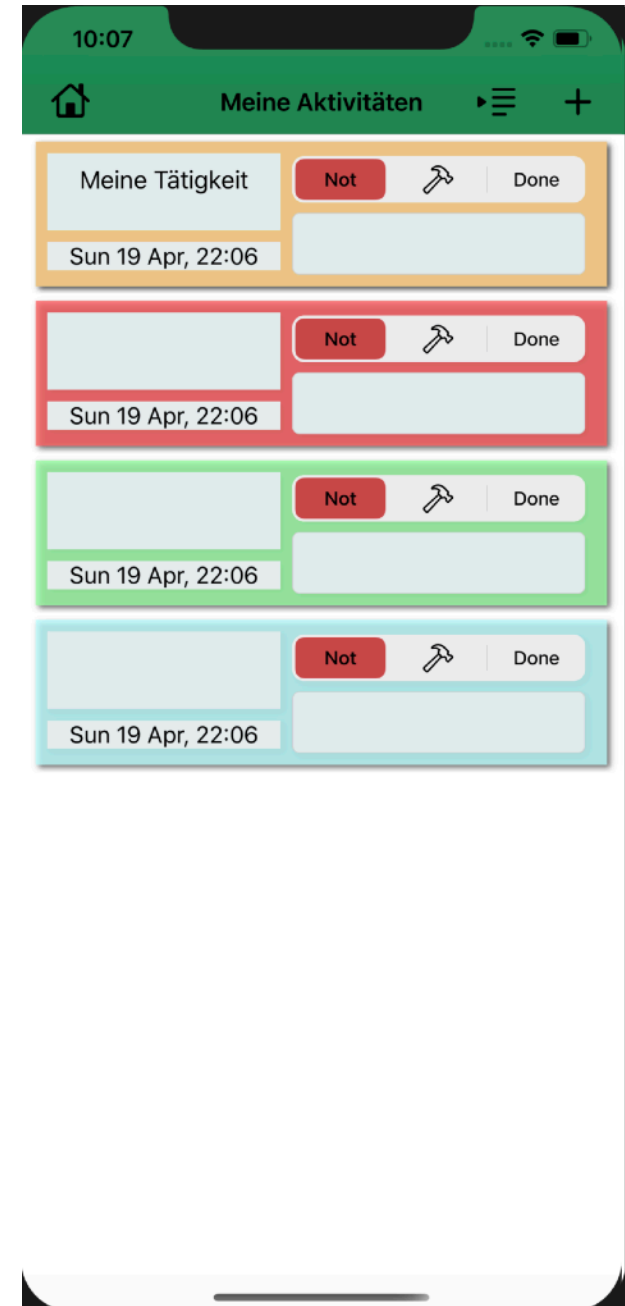 10:07
Meine Aktivitäten
Meine Tätigkeit
Not
Done
Sun 19 Apr, 22:06
Not
Done
Sun 19 Apr, 22:06
Not
Done
Sun 19 Apr, 22:06
Not
Done
Sun 19 Apr, 22:06